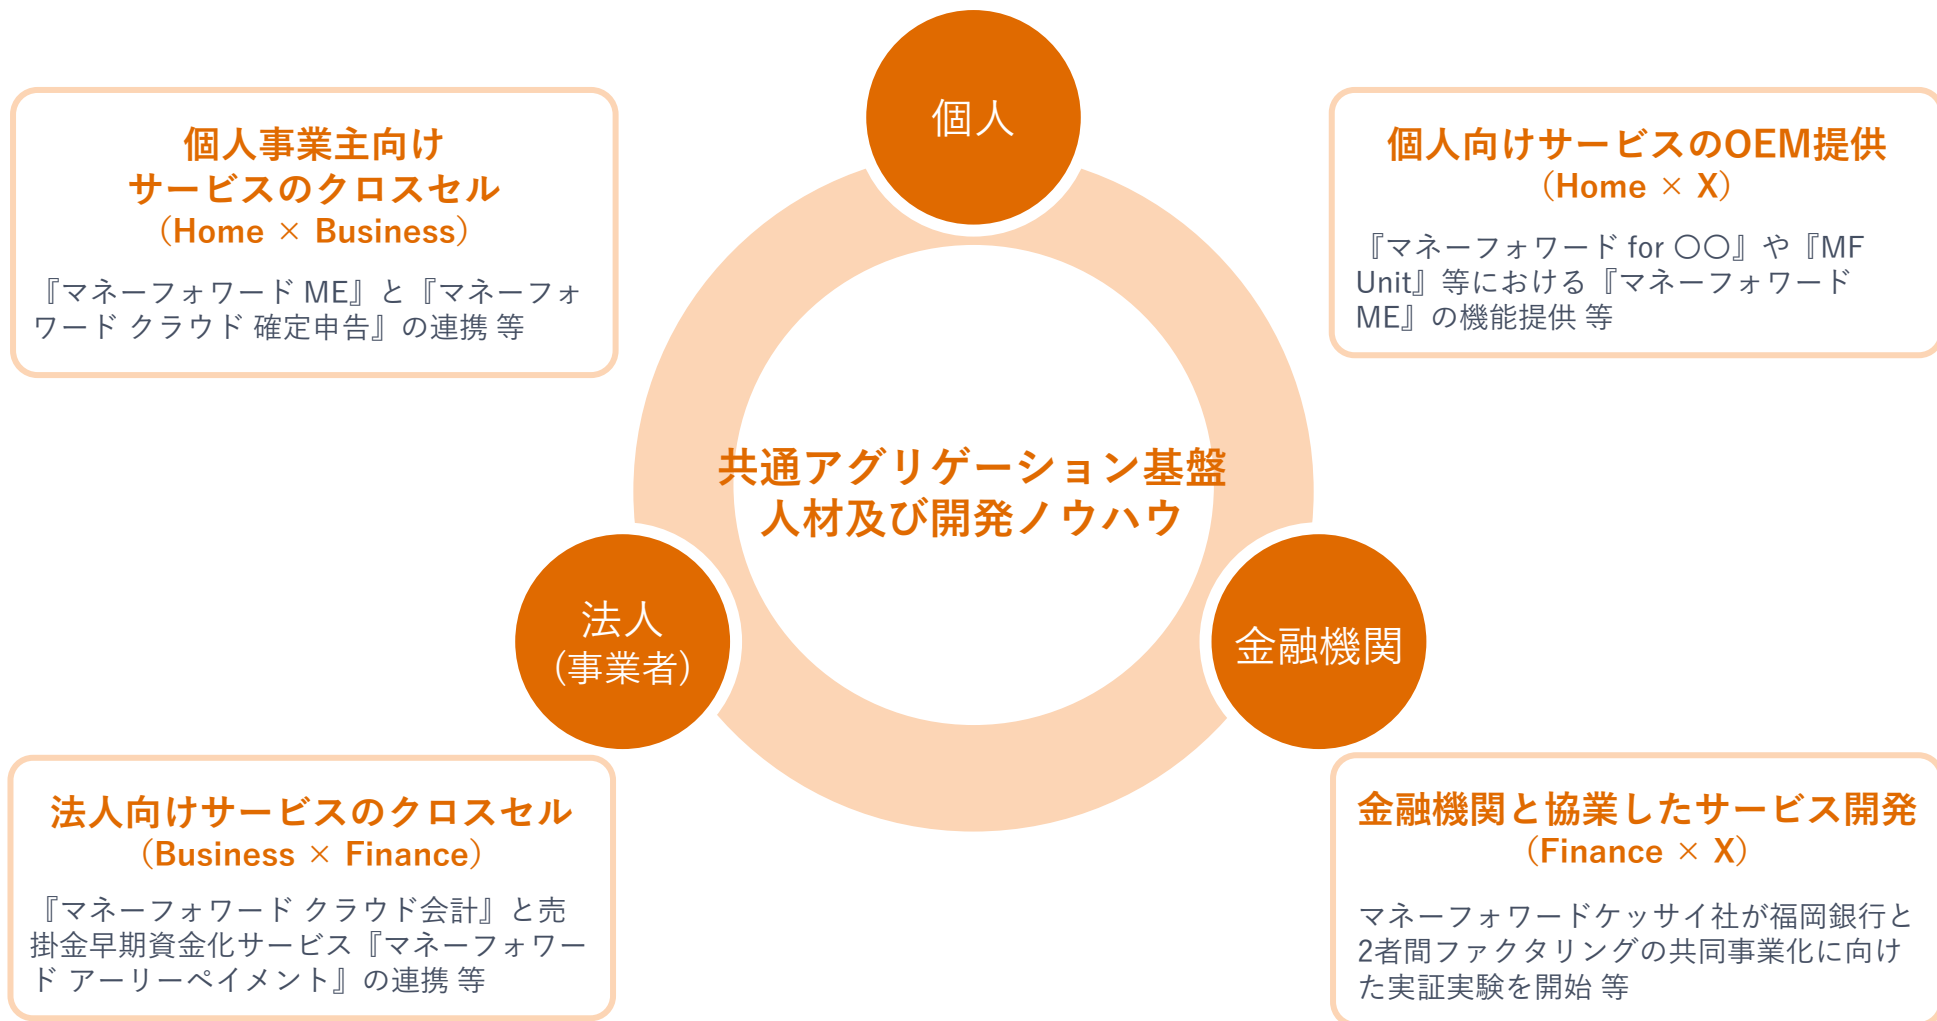 個人
個人事業主向け
サービスのクロスセル
（Home × Business）
『マネーフォワード ME』と『マネーフォ
ワード クラウド 確定申告』の連携 等
個人向けサービスのOEM提供
（Home × X）
『マネーフォワード for 〇〇』や『MF
Unit』等における『マネーフォワード
ME』の機能提供 等
共通アグリゲーション基盤
人材及び開発ノウハウ
法人
（事業者）
金融機関
法人向けサービスのクロスセル
（Business × Finance）
『マネーフォワード クラウド会計』と売
掛金早期資金化サービス『マネーフォワー
ド アーリーペイメント』の連携 等
金融機関と協業したサービス開発
（Finance × X）
マネーフォワードケッサイ社が福岡銀行と
2者間ファクタリングの共同事業化に向け
た実証実験を開始 等